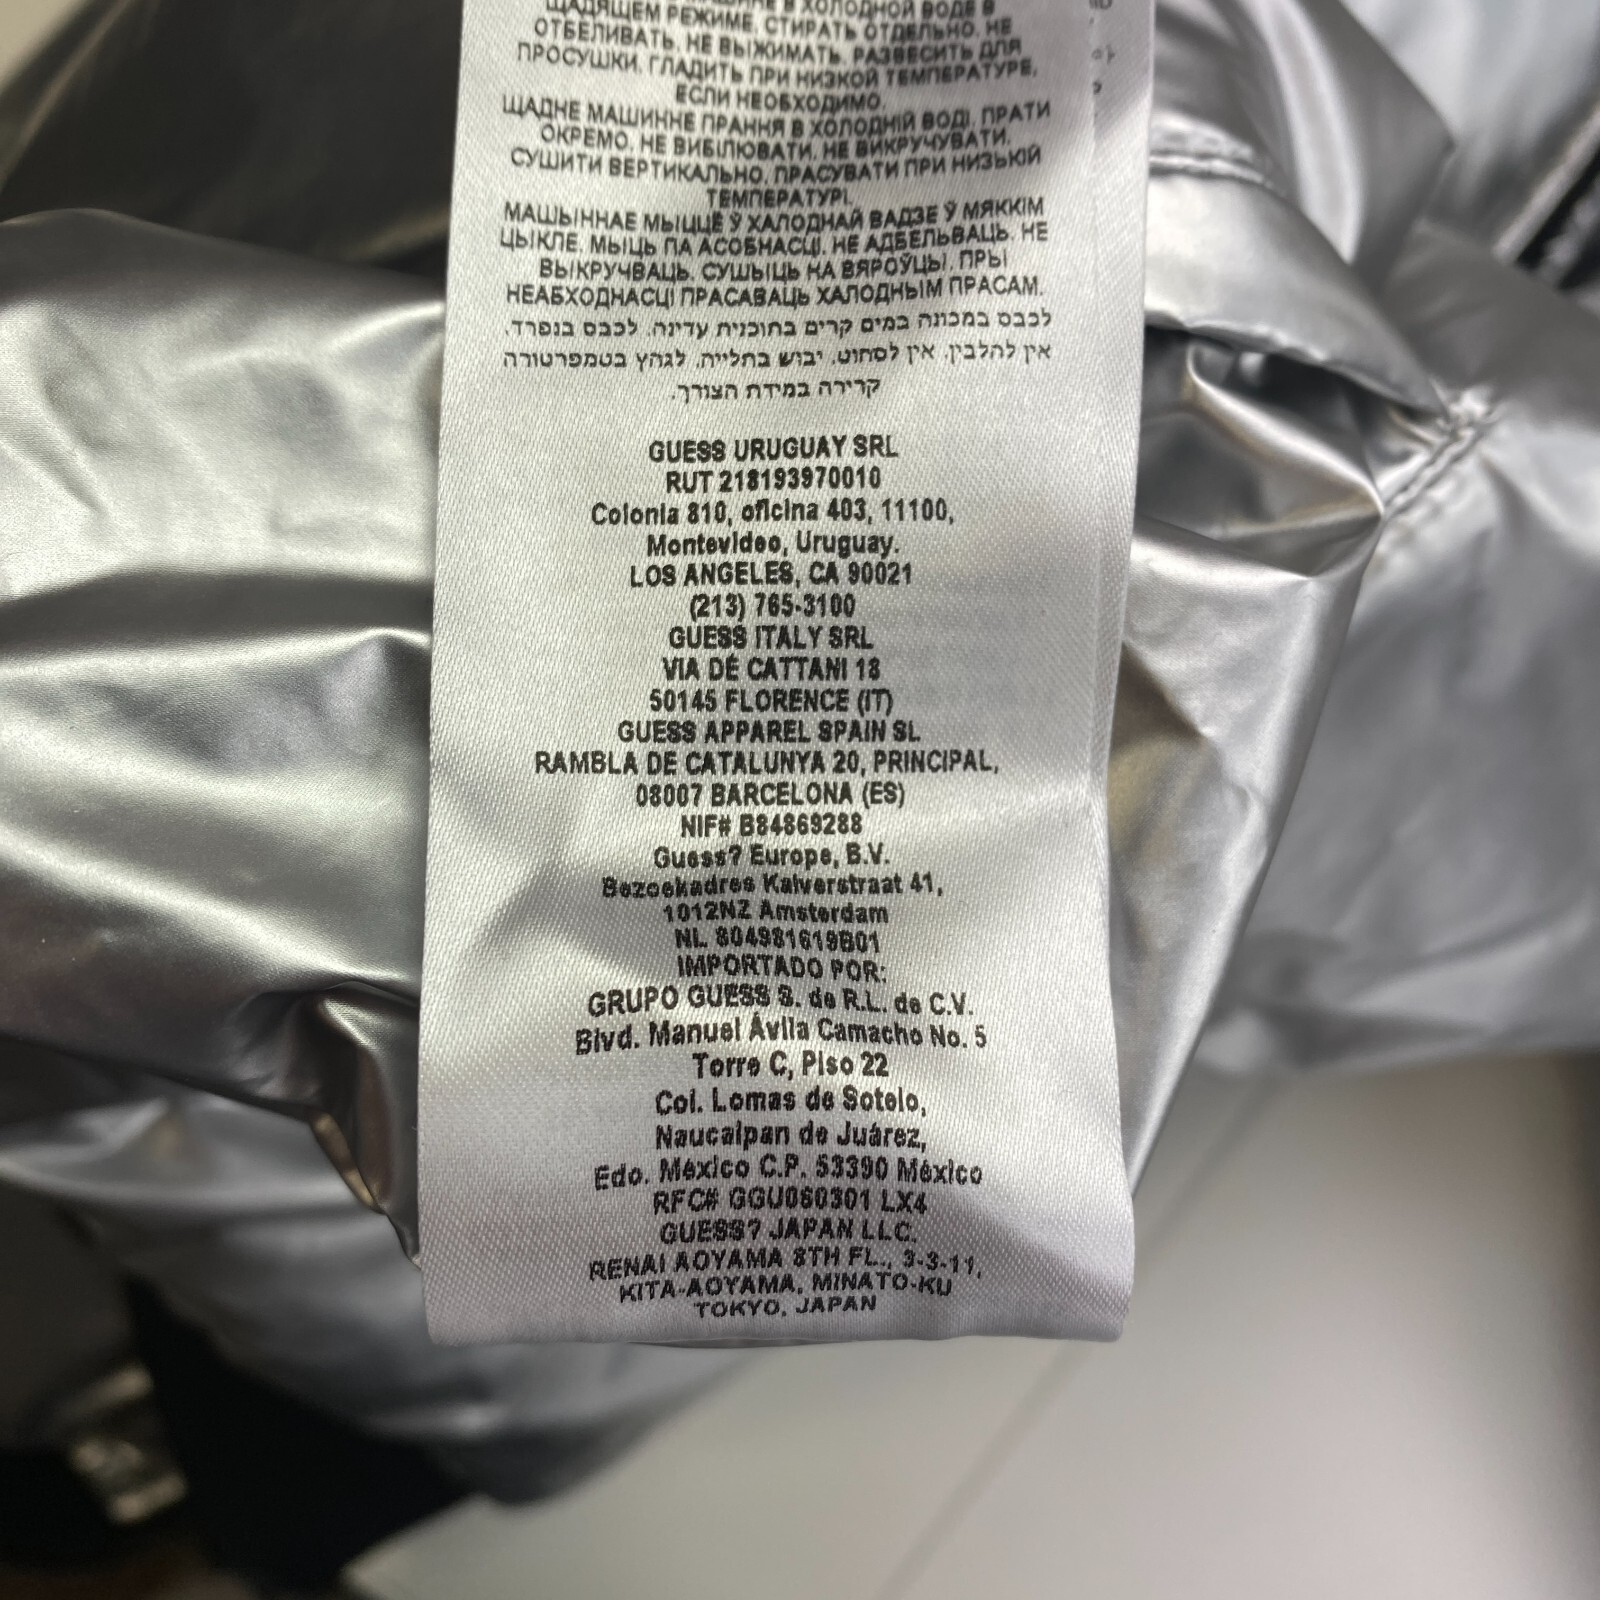 В ХОЛОДНОЙ ВОДЕ В
ЩАДЯЩЕМ РЕЖИМЕ. СТИРАТЬ ОТДЕЛЬНО. НЕ
ОТБЕЛИВАТЬ. НЕ ВЫЖИМАТЬ. РАЗВЕСИТЬ ДЛЯ
ПРОСУШКИ. ГЛАДИТЬ ПРИ НИЗКОЙ ТЕМПЕРАТУРЕ,
ЕСЛИ НЕОБХОДИМО.
ЩАДНЕ МАШИННЕ ПРАННЯ В ХОЛОДНІЙ ВОДІ. ПРАТИ
ОКРЕМО. НЕ ВИБІЛЮВАТИ. НЕ ВИКРУЧУВАТИ.
СУШИТИ ВЕРТИКАЛЬНО. ПРАСУВАТИ ПРИ НИЗЬКІЙ
ТЕМПЕРАТУРІ.
МАШЫННАЕ МЫЦЦЁ Ў ХАЛОДНАЙ ВАДЗЕ Ў МЯККІМ
ЦЫКЛЕ. МЫЦЬ ПА АСОБНАСЦІ. НЕ АДБЕЛЬВАЦЬ. НЕ
ВЫКРУЧВАЦЬ. СУШЫЦЬ НА ВЯРОЎЦЫ. ПРЫ
НЕАБХОДНАСЦІ ПРАСАВАЦЬ ХАЛОДНЫМ ПРАСАМ.
לכבס במכונה במים קרים בתוכנית עדינה. לכבס בנפרד.
אין להלבין. אין לסחוט. יבוש בתלייה. לגהץ בטמפרטורה
קרירה במידת הצורך.
GUESS URUGUAY SRL
RUT 218193970010
Colonia 810, oficina 403, 11100,
Montevideo, Uruguay.
LOS ANGELES, CA 90021
(213) 765-3100
GUESS ITALY SRL
VIA DÉ CATTANI 18
50145 FLORENCE (IT)
GUESS APPAREL SPAIN SL
RAMBLA DE CATALUNYA 20, PRINCIPAL,
08007 BARCELONA (ES)
NIF# B84869288
Guess? Europe, B.V.
Bezoekadres Kalverstraat 41,
1012NZ Amsterdam
NL 804981619B01
IMPORTADO POR:
GRUPO GUESS S. de R.L. de C.V.
Blvd. Manuel Ávila Camacho No. 5
Torre C, Piso 22
Col. Lomas de Sotelo,
Naucalpan de Juárez,
Edo. México C.P. 53390 México
RFC# GGU060301 LX4
GUESS? JAPAN LLC.
RENAI AOYAMA 8TH FL., 3-3-11,
KITA-AOYAMA, MINATO-KU
TOKYO, JAPAN